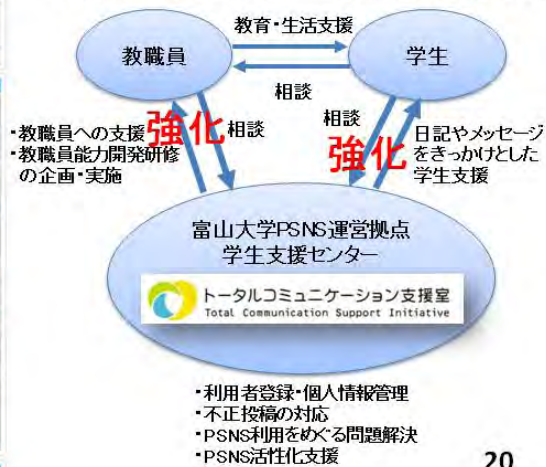 教育・生活支援
教職員
学生
相談
・教職員への支援
・教職員能力開発研修
の企画・実施
強化
相談
相談
強化
日記やメッセージ
をきっかけとした
学生支援
富山大学PSNS運営拠点
学生支援センター
トータルコミュニケーション支援室
Total Communication Support Initiative
・利用者登録・個人情報管理
・不正投稿の対応
・PSNS利用をめぐる問題解決
・PSNS活性化支援
20